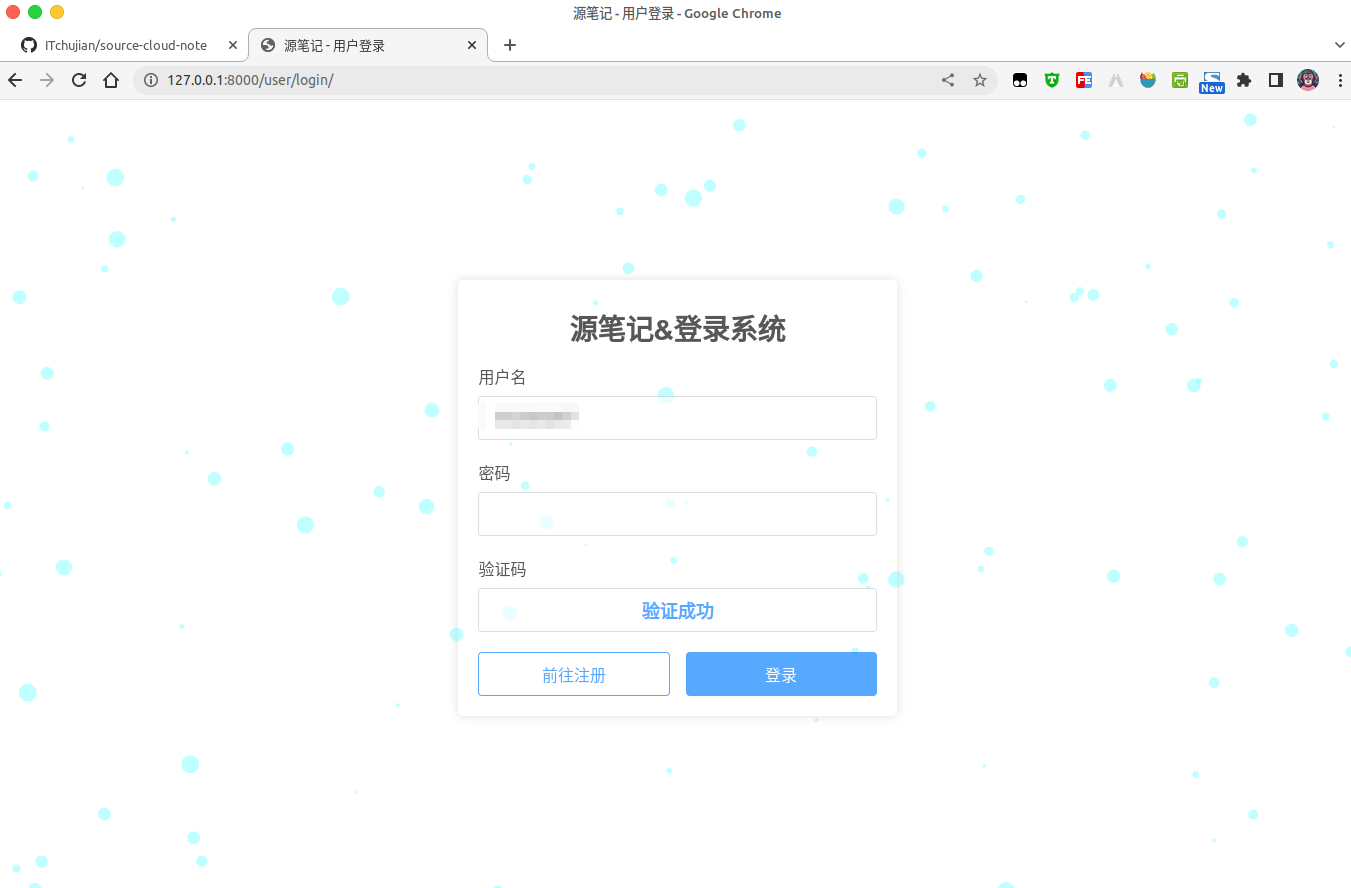 源笔记 - 用户登录 - Google Chrome
ITchujian/source-cloud-note
源笔记 - 用户登录
127.0.0.1:8000/user/login/
New
源笔记&登录系统
用户名
密码
验证码
验证成功
前往注册
登录